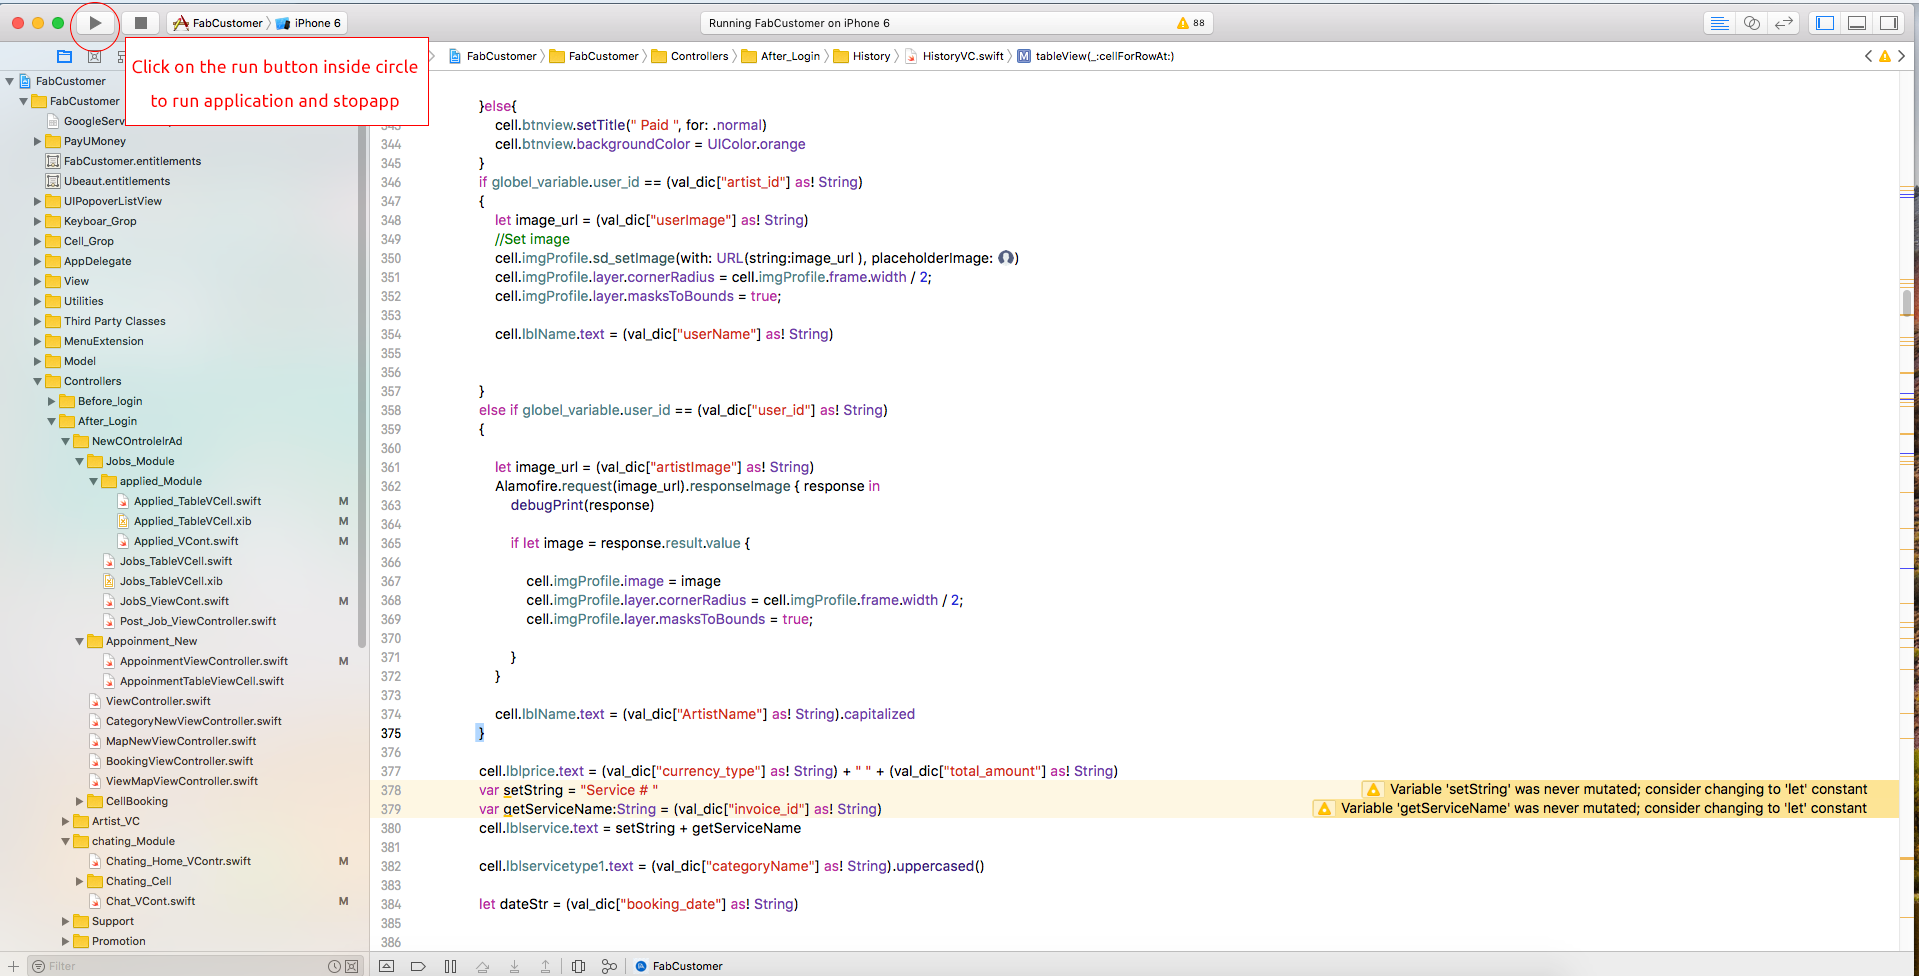 FabCustomer
iPhone 6
Running FabCustomer on iPhone 6
88
Click on the run button inside circle
to run application and stopapp
FabCustomer
FabCustomer
Controllers
After_Login
History
HistoryVC.swift
M
tableView(_:cellForRowAt:)
FabCustomer
FabCustomer
GoogleServ
PayUMoney
FabCustomer.entitlements
Ubeaut.entitlements
UIPopoverListView
Keyboar_Grop
Cell_Grop
AppDelegate
View
Utilities
Third Party Classes
MenuExtension
Model
Controllers
Before_login
After_Login
NewCOntrolelrAd
Jobs_Module
applied_Module
Applied_TableVCell.swift M
Applied_TableVCell.xib M
Applied_VCont.swift M
Jobs_TableVCell.swift
Jobs_TableVCell.xib
JobS_ViewCont.swift M
Post_Job_ViewController.swift
Appoinment_New
AppoinmentViewController.swift M
AppoinmentTableViewCell.swift
ViewController.swift
CategoryNewViewController.swift
MapNewViewController.swift
BookingViewController.swift
ViewMapViewController.swift
CellBooking
Artist_VC
chating_Module
Chating_Home_VContr.swift M
Chating_Cell
Chat_VCont.swift M
Support
Promotion
Filter
}else{
343 cell.btnview.setTitle(" Paid ", for: .normal)
344 cell.btnview.backgroundColor = UIColor.orange
345 }
346 if globel_variable.user_id == (val_dic["artist_id"] as! String)
347 {
348 let image_url = (val_dic["userImage"] as! String)
349 //Set image
350 cell.imgProfile.sd_setImage(with: URL(string:image_url ), placeholderImage: )
351 cell.imgProfile.layer.cornerRadius = cell.imgProfile.frame.width / 2;
352 cell.imgProfile.layer.masksToBounds = true;
353
354 cell.lblName.text = (val_dic["userName"] as! String)
355
356
357 }
358 else if globel_variable.user_id == (val_dic["user_id"] as! String)
359 {
360
361 let image_url = (val_dic["artistImage"] as! String)
362 Alamofire.request(image_url).responseImage { response in
363 debugPrint(response)
364
365 if let image = response.result.value {
366
367 cell.imgProfile.image = image
368 cell.imgProfile.layer.cornerRadius = cell.imgProfile.frame.width / 2;
369 cell.imgProfile.layer.masksToBounds = true;
370
371 }
372 }
373
374 cell.lblName.text = (val_dic["ArtistName"] as! String).capitalized
375 }
376
377 cell.lblprice.text = (val_dic["currency_type"] as! String) + " " + (val_dic["total_amount"] as! String)
378 var setString = "Service # " Variable 'setString' was never mutated; consider changing to 'let' constant
379 var getServiceName:String = (val_dic["invoice_id"] as! String) Variable 'getServiceName' was never mutated; consider changing to 'let' constant
380 cell.lblservice.text = setString + getServiceName
381
382 cell.lblservicetype1.text = (val_dic["categoryName"] as! String).uppercased()
383
384 let dateStr = (val_dic["booking_date"] as! String)
385
386
FabCustomer